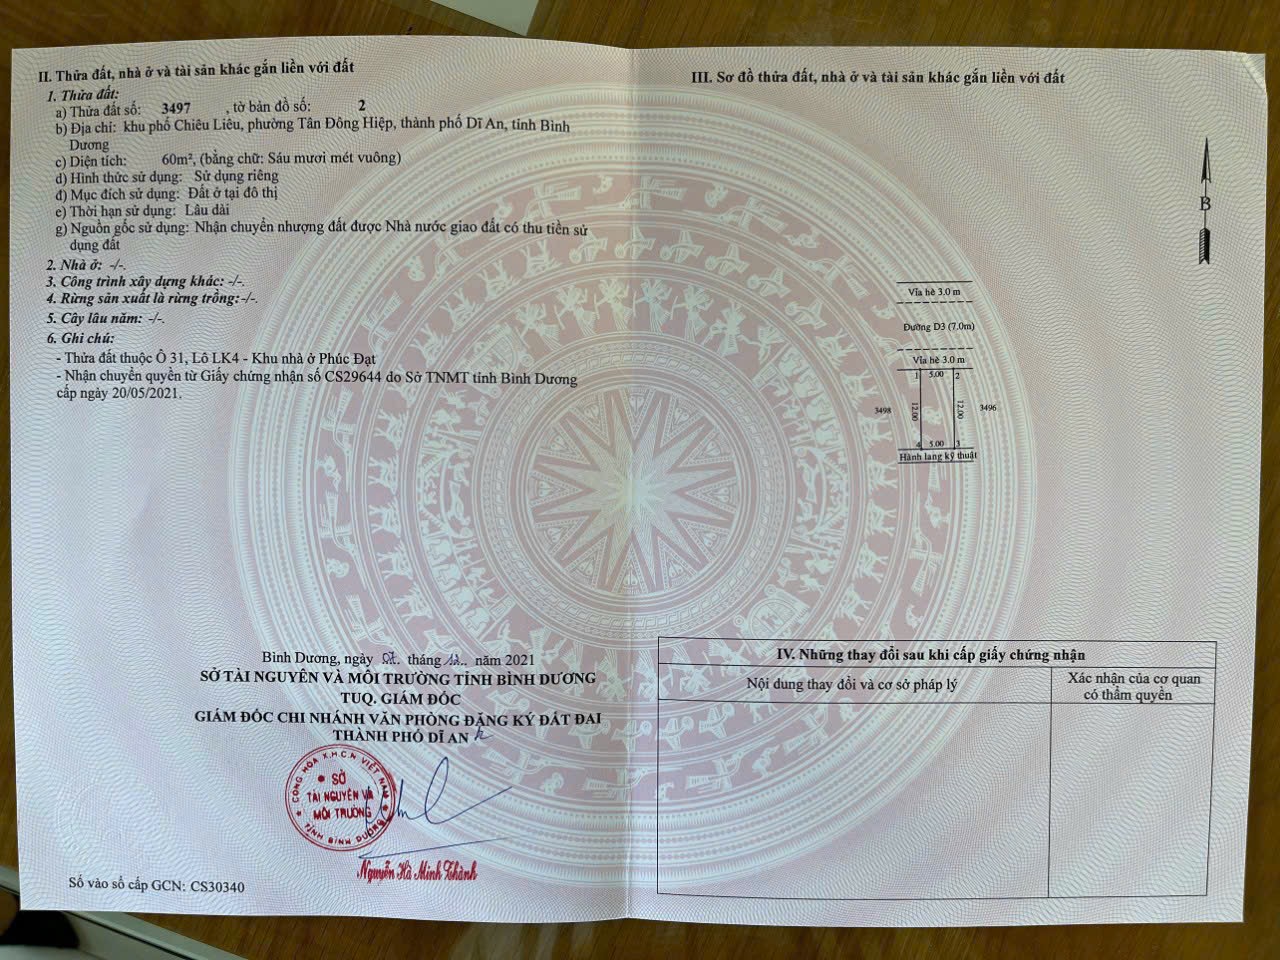 II. Thửa đất, nhà ở và tài sản khác gắn liền với đất
1. Thửa đất:
a) Thửa đất số: 3497 , tờ bản đồ số: 2
b) Địa chỉ: khu phố Chiêu Liêu, phường Tân Đông Hiệp, thành phố Dĩ An, tỉnh Bình
Dương
c) Diện tích: 60m², (bằng chữ: Sáu mươi mét vuông)
d) Hình thức sử dụng: Sử dụng riêng
đ) Mục đích sử dụng: Đất ở tại đô thị
e) Thời hạn sử dụng: Lâu dài
g) Nguồn gốc sử dụng: Nhận chuyển nhượng đất được Nhà nước giao đất có thu tiền sử
dụng đất
2. Nhà ở: -/-.
3. Công trình xây dựng khác: -/-.
4. Rừng sản xuất là rừng trồng:-/-.
5. Cây lâu năm: -/-.
6. Ghi chú:
- Thửa đất thuộc Ô 31, Lô LK4 - Khu nhà ở Phúc Đạt
- Nhận chuyển quyền từ Giấy chứng nhận số CS29644 do Sở TNMT tỉnh Bình Dương
cấp ngày 20/05/2021.
Bình Dương, ngày 07. tháng 12.. năm 2021
SỞ TÀI NGUYÊN VÀ MÔI TRƯỜNG TỈNH BÌNH DƯƠNG
TUQ. GIÁM ĐỐC
GIÁM ĐỐC CHI NHÁNH VĂN PHÒNG ĐĂNG KÝ ĐẤT ĐAI
THÀNH PHỐ DĨ AN
CỘNG HÒA X.H.C.N VIỆT NAM
SỞ
TÀI NGUYÊN VÀ
MÔI TRƯỜNG
TỈNH BÌNH DƯƠNG
Nguyễn Hà Minh Thành
Số vào sổ cấp GCN: CS30340
III. Sơ đồ thửa đất, nhà ở và tài sản khác gắn liền với đất
B
Vỉa hè 3.0 m
Đường D3 (7.0m)
Vỉa hè 3.0 m
1 5.00 2
3498 12.00 12.00 3496
4 5.00 3
Hành lang kỹ thuật
IV. Những thay đổi sau khi cấp giấy chứng nhận
Nội dung thay đổi và cơ sở pháp lý
Xác nhận của cơ quan
có thẩm quyền